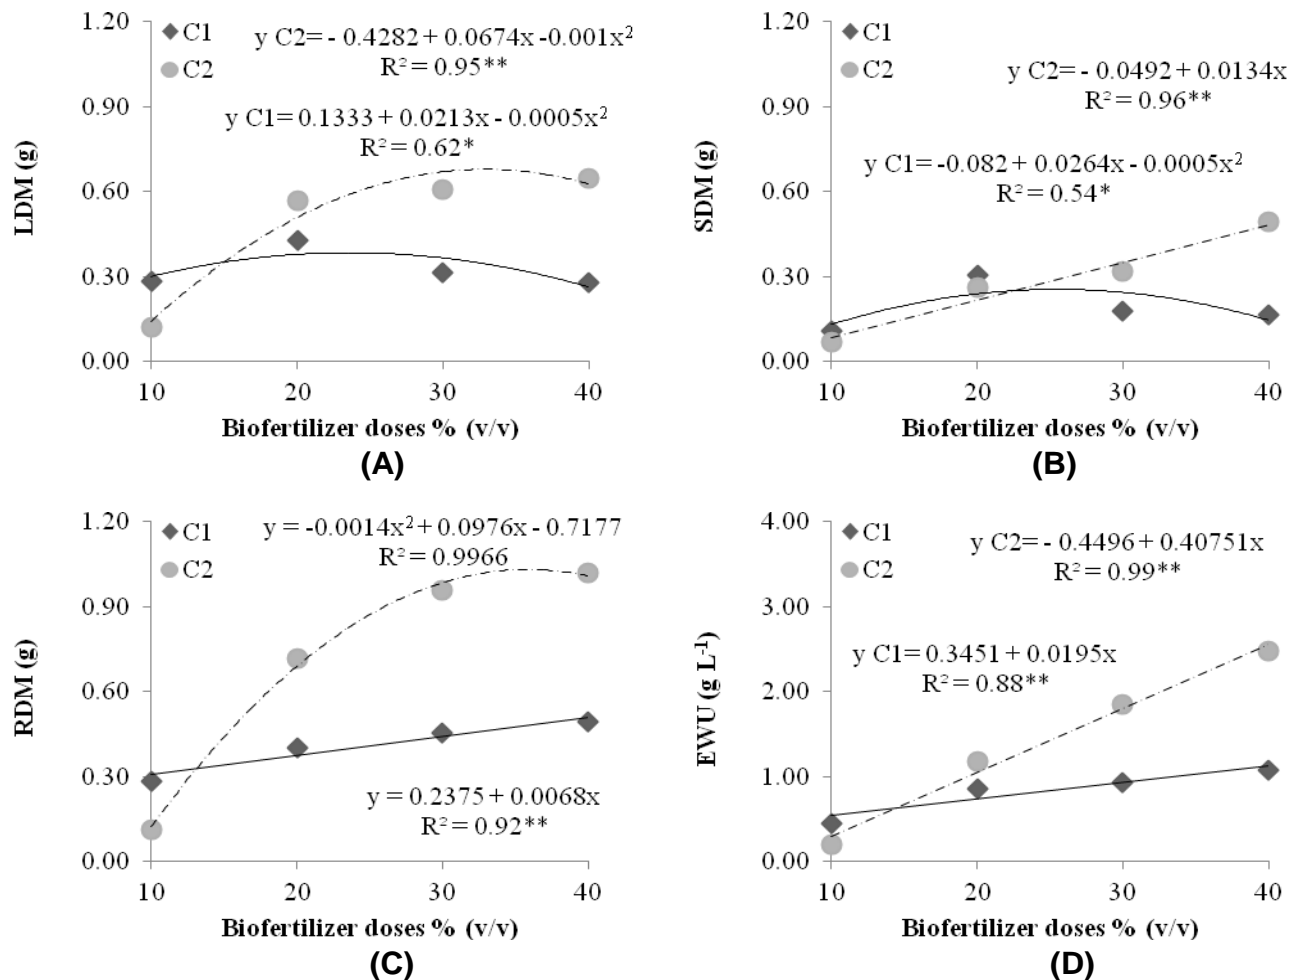 1.20
0.90
0.60
0.30
0.00
LDM (g)
C1
C2
y C2= - 0.4282 + 0.0674x -0.001x²
R² = 0.95**
y C1= 0.1333 + 0.0213x - 0.0005x²
R² = 0.62*
10 20 30 40
Biofertilizer doses % (v/v)
(A)
1.20
0.90
0.60
0.30
0.00
SDM (g)
C1
C2
y C2= - 0.0492 + 0.0134x
R² = 0.96**
y C1= -0.082 + 0.0264x - 0.0005x²
R² = 0.54*
10 20 30 40
Biofertilizer doses % (v/v)
(B)
1.20
0.90
0.60
0.30
0.00
RDM (g)
C1
C2
y = -0.0014x² + 0.0976x - 0.7177
R² = 0.9966
y = 0.2375 + 0.0068x
R² = 0.92**
10 20 30 40
Biofertilizer doses % (v/v)
(C)
4.00
3.00
2.00
1.00
0.00
EWU (g L⁻¹)
C1
C2
y C2= - 0.4496 + 0.40751x
R² = 0.99**
y C1= 0.3451 + 0.0195x
R² = 0.88**
10 20 30 40
Biofertilizer doses % (v/v)
(D)